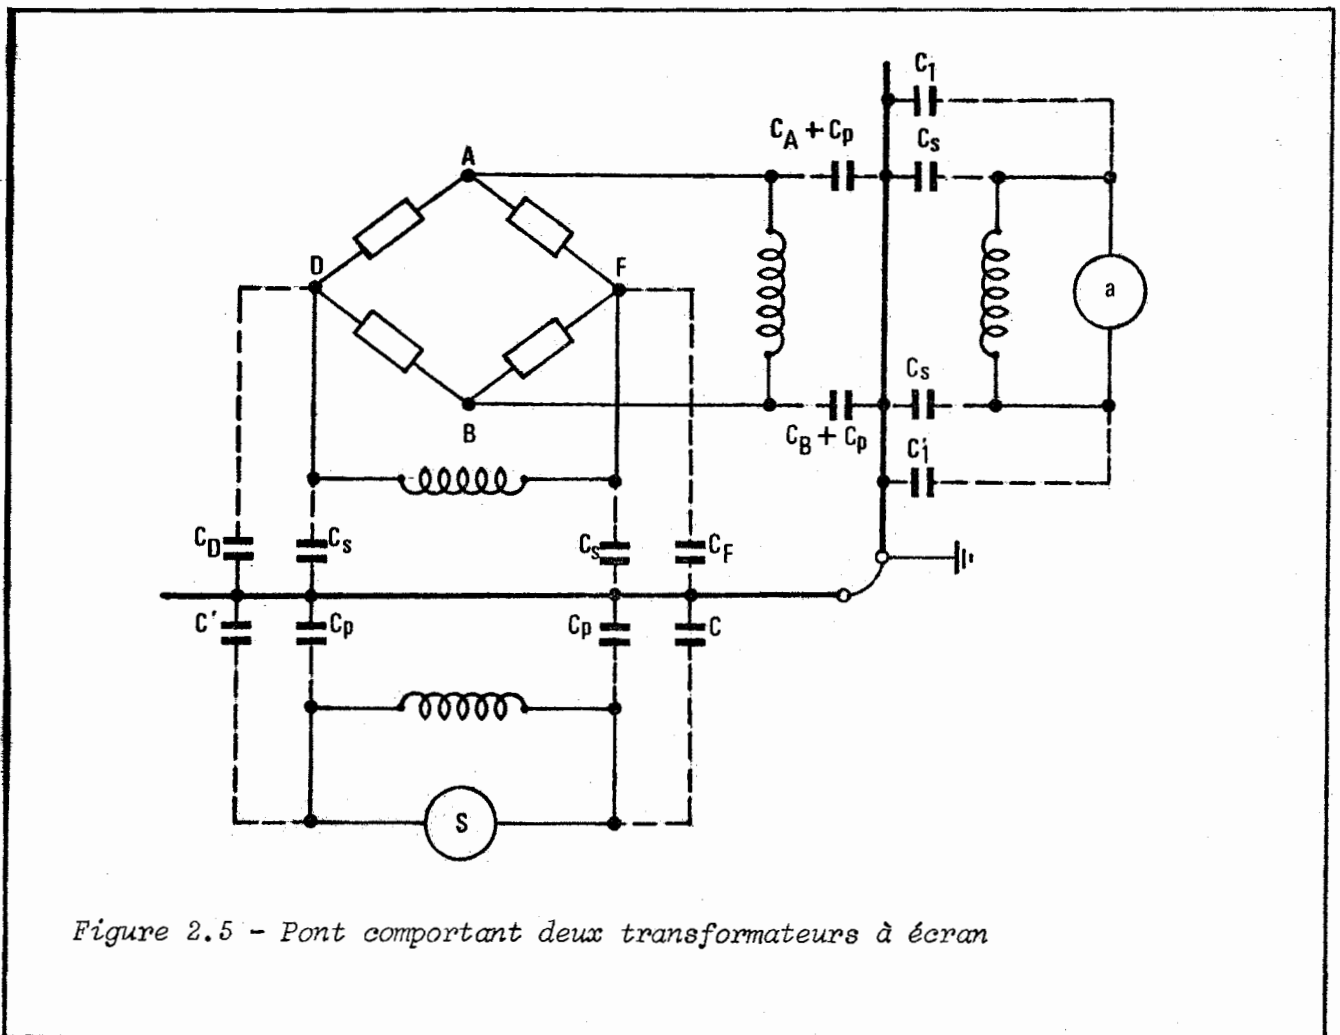 C1
CA + Cp
Cs
A
D
F
a
Cs
B
CB + Cp
C'1
CD
Cs
Cs
CF
C'
Cp
Cp
C
S
Figure 2.5 - Pont comportant deux transformateurs à écran